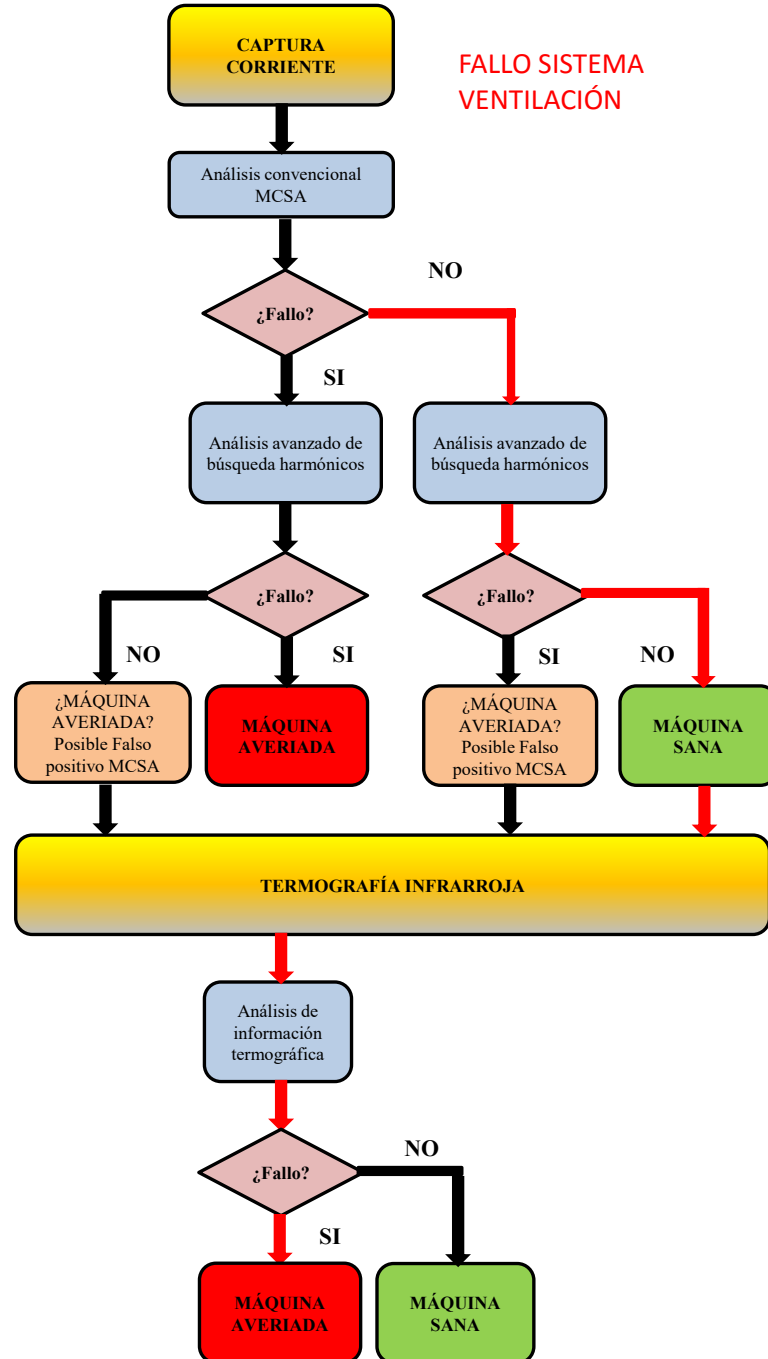 CAPTURA
CORRIENTE
FALLO SISTEMA
VENTILACIÓN
Análisis convencional
MCSA
¿Fallo?
NO
SI
Análisis avanzado de
búsqueda harmónicos
Análisis avanzado de
búsqueda harmónicos
¿Fallo?
¿Fallo?
NO
SI
SI
NO
¿MÁQUINA
AVERIADA?
Posible Falso
positivo MCSA
MÁQUINA
AVERIADA
¿MÁQUINA
AVERIADA?
Posible Falso
positivo MCSA
MÁQUINA
SANA
TERMOGRAFÍA INFRARROJA
Análisis de
información
termográfica
¿Fallo?
NO
SI
MÁQUINA
AVERIADA
MÁQUINA
SANA